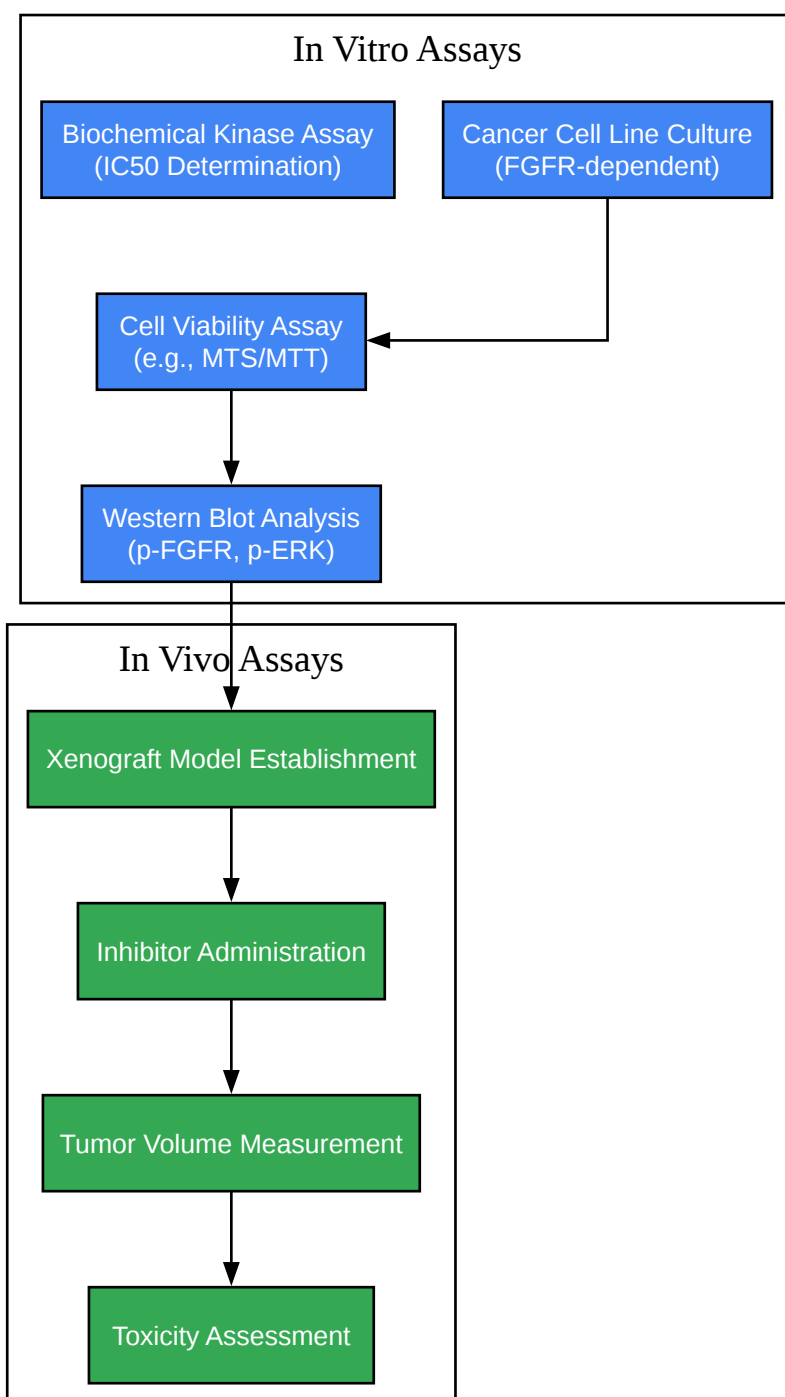 In Vitro Assays
Biochemical Kinase Assay
(IC50 Determination)
Cancer Cell Line Culture
(FGFR-dependent)
Cell Viability Assay
(e.g., MTS/MTT)
Western Blot Analysis
(p-FGFR, p-ERK)
In Vivo Assays
Xenograft Model Establishment
Inhibitor Administration
Tumor Volume Measurement
Toxicity Assessment